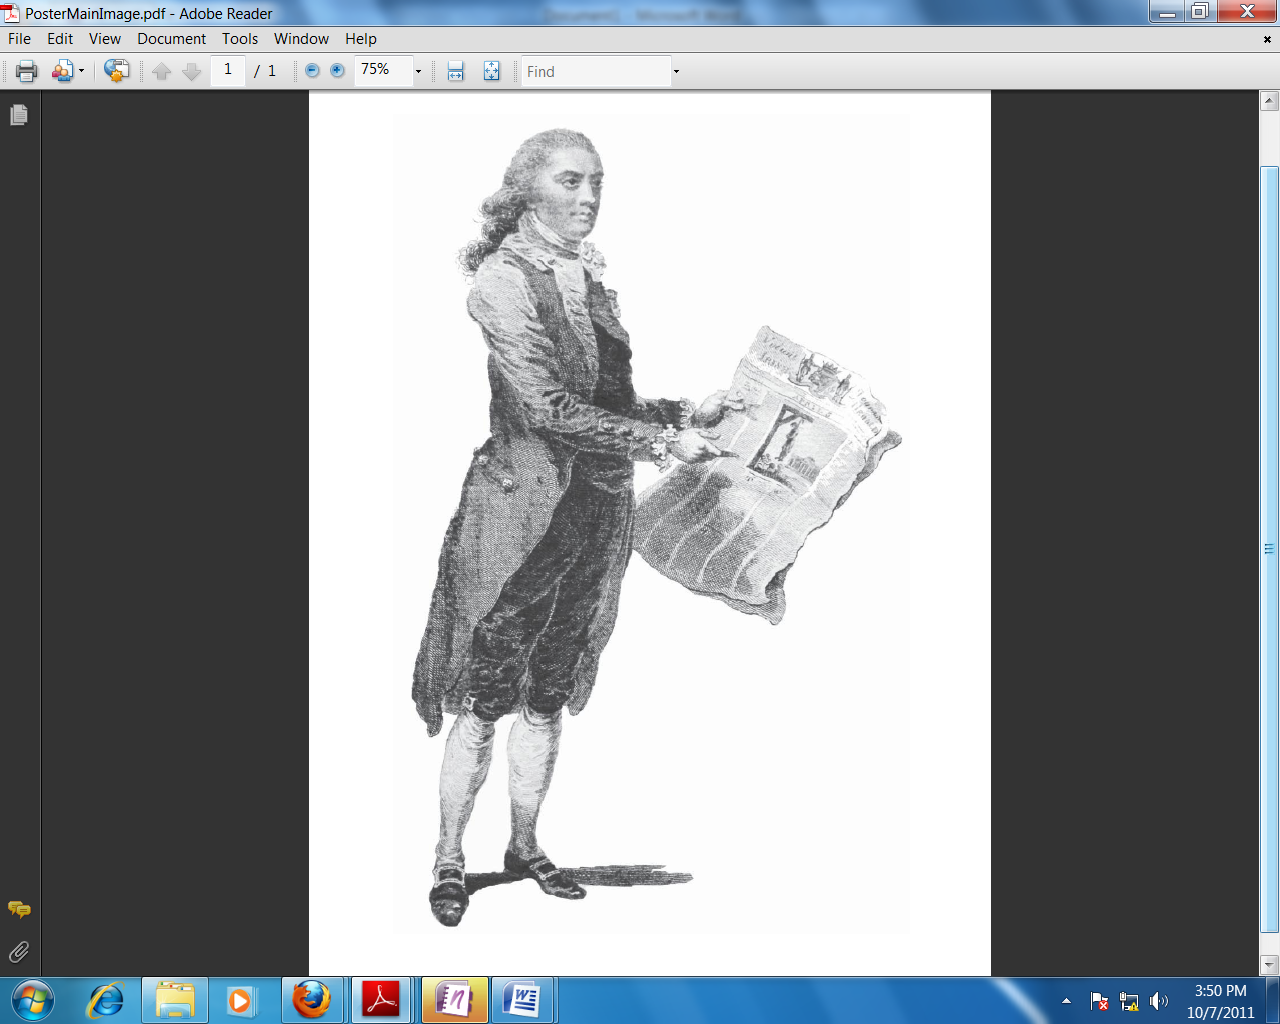 PosterMainImage.pdf - Adobe Reader
File Edit View Document Tools Window Help
1 / 1 75% Find
3:50 PM
10/7/2011